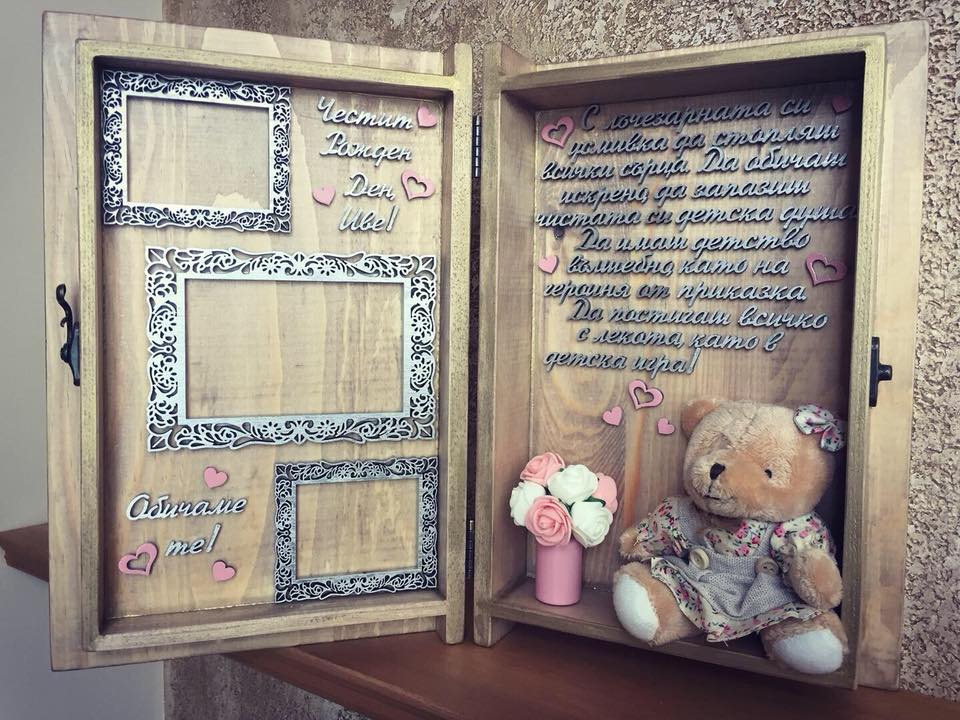 Честит
Рожден
Ден,
Иве!
Обичаме
те!
С лъчезарната си
усмивка да стопляш
всички сърца. Да обичаш
искрено, да запазиш
чистата си детска душа.
Да имаш детство
вълшебно, като на
героиня от приказка.
Да постигаш всичко
с лекота, като в
детска игра!